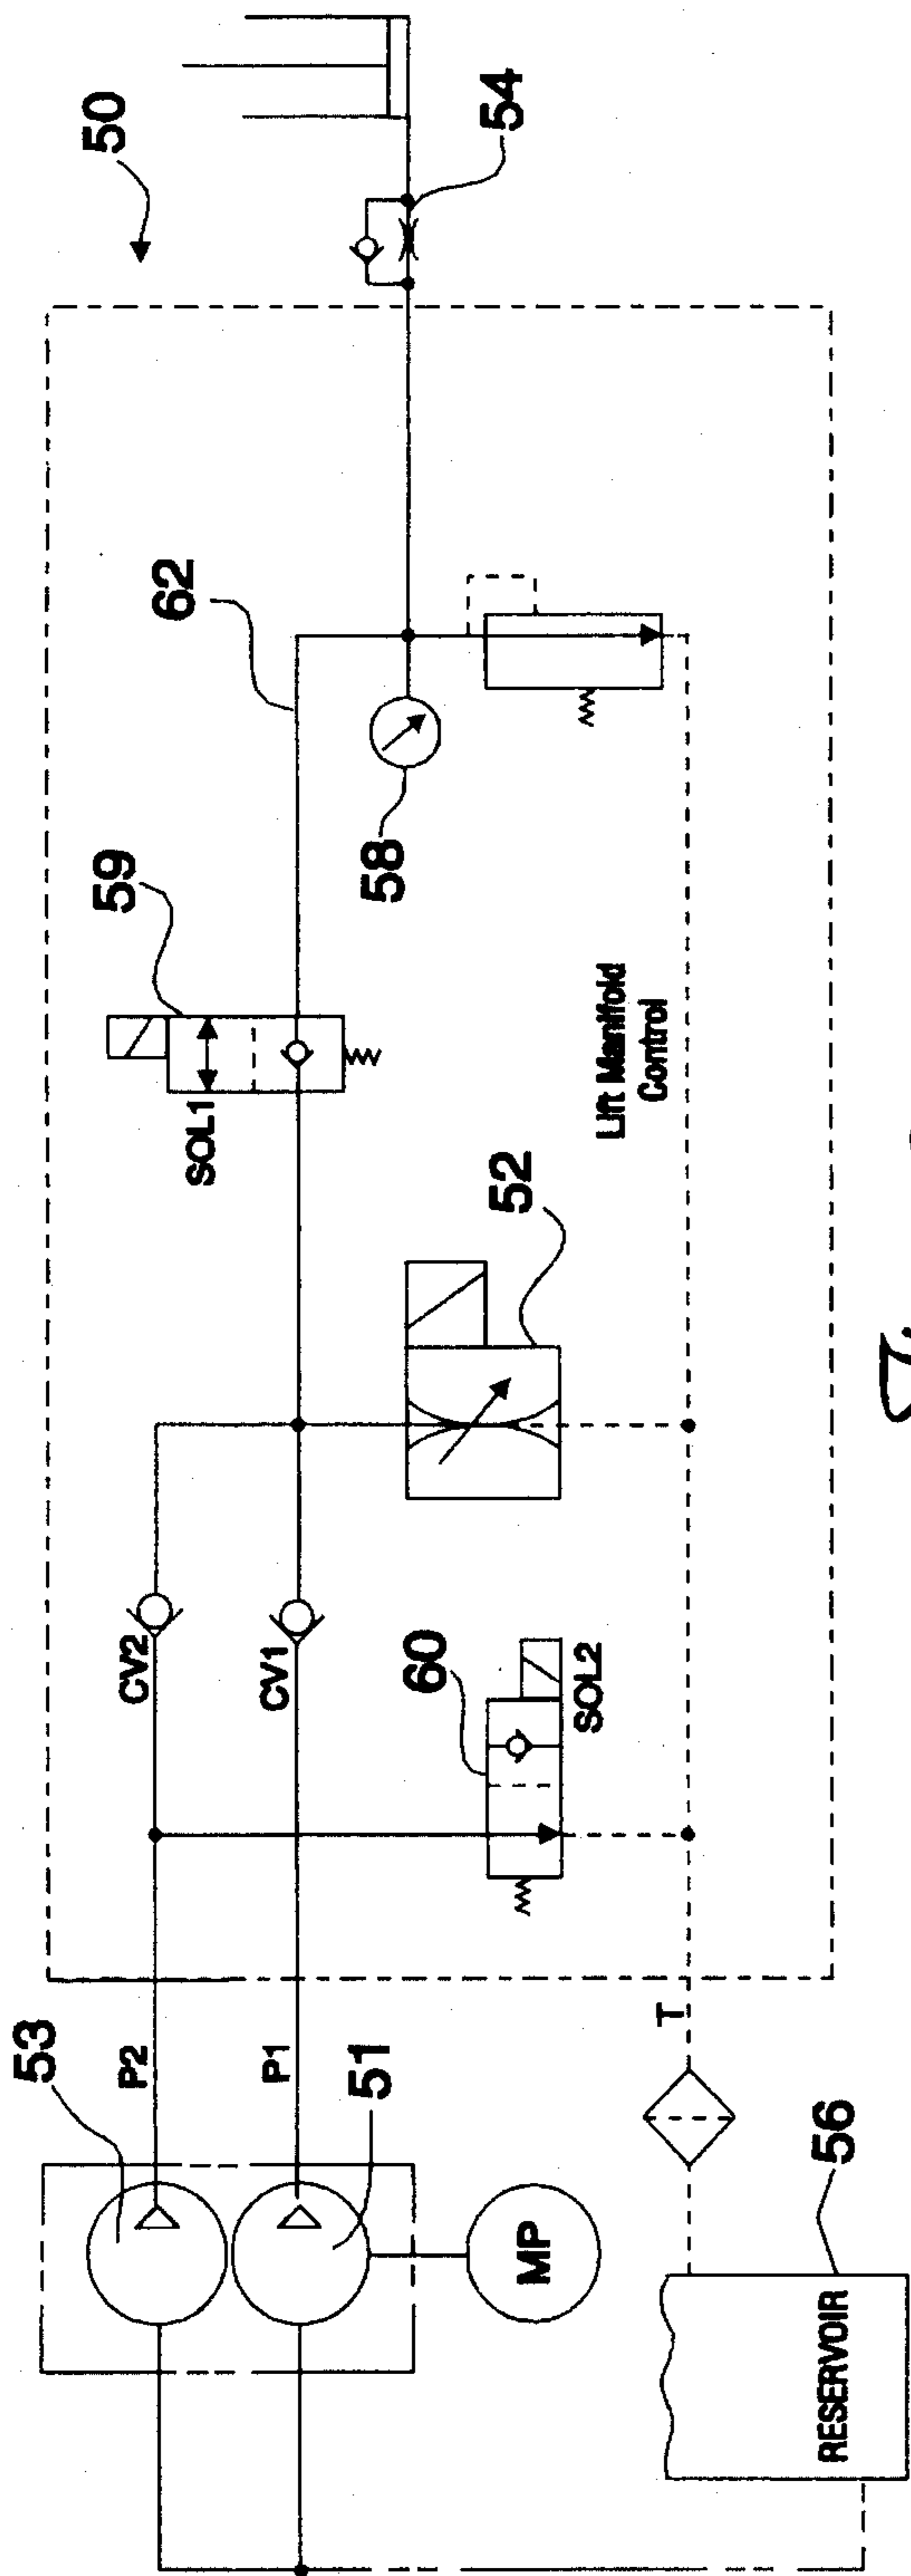 50
54
62
59
SOL1
58
Lift Manifold
Control
52
CV2
CV1
60
SOL2
53
P2
P1
51
T
MP
56
RESERVOIR